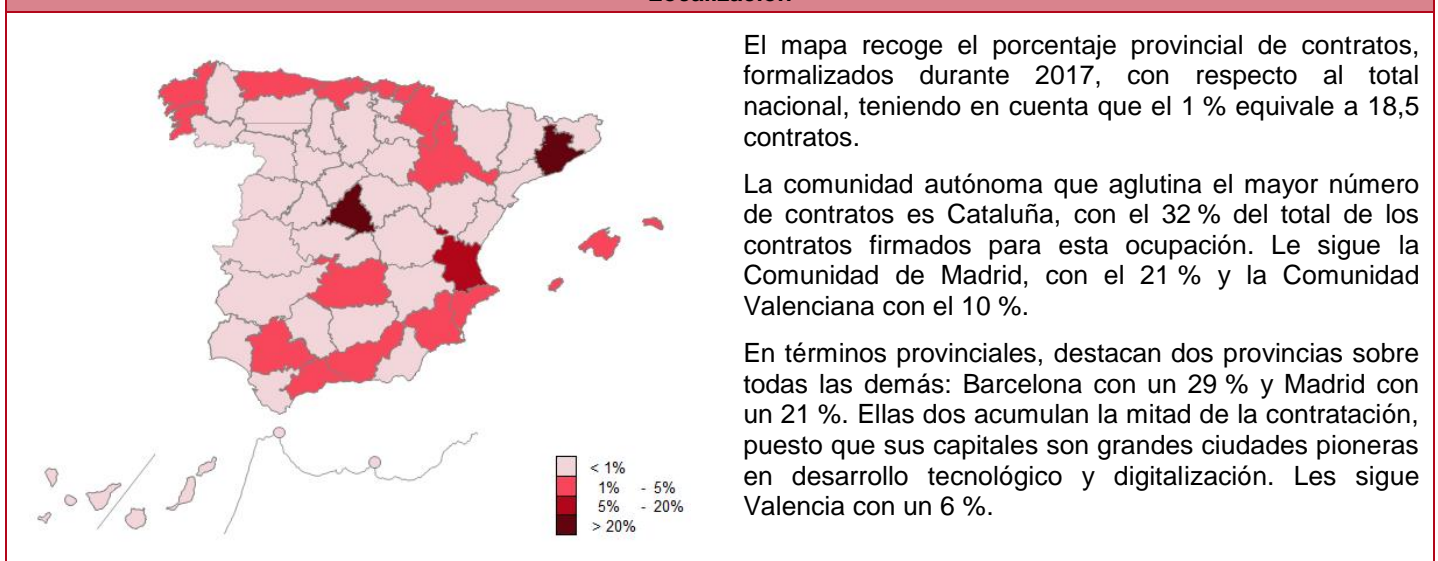 Localización
El mapa recoge el porcentaje provincial de contratos,
formalizados durante 2017, con respecto al total
nacional, teniendo en cuenta que el 1 % equivale a 18,5
contratos.
La comunidad autónoma que aglutina el mayor número
de contratos es Cataluña, con el 32 % del total de los
contratos firmados para esta ocupación. Le sigue la
Comunidad de Madrid, con el 21 % y la Comunidad
Valenciana con el 10 %.
En términos provinciales, destacan dos provincias sobre
todas las demás: Barcelona con un 29 % y Madrid con
un 21 %. Ellas dos acumulan la mitad de la contratación,
puesto que sus capitales son grandes ciudades pioneras
en desarrollo tecnológico y digitalización. Les sigue
Valencia con un 6 %.
< 1%
1% - 5%
5% - 20%
> 20%